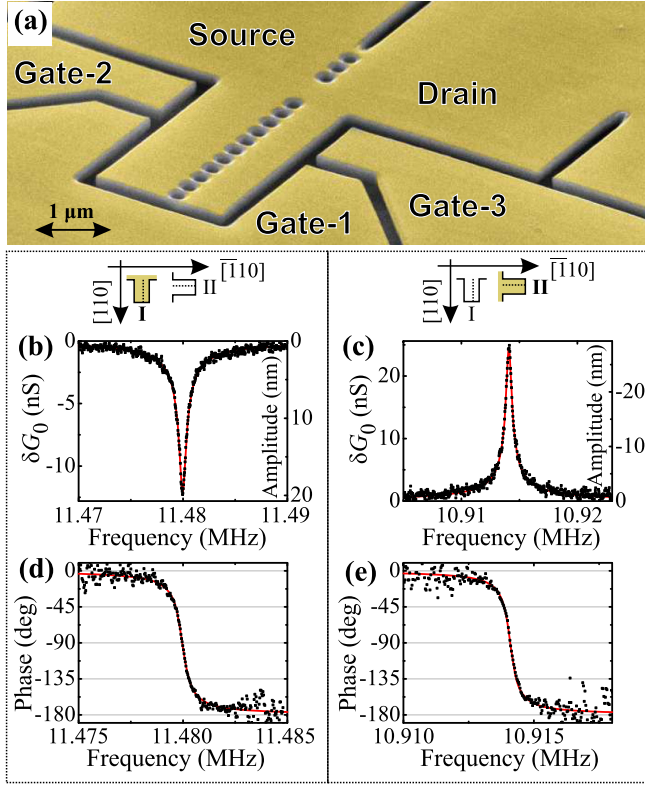 (a)
Source
Gate-2
Drain
1 µm
Gate-1
Gate-3
[1̅10]
[110]
I
II
[1̅10]
[110]
I
II
(b)
0
-5
-10
δG₀ (nS)
0
10
20
Amplitude (nm)
11.47
11.48
11.49
Frequency (MHz)
(c)
20
10
0
δG₀ (nS)
-20
-10
0
Amplitude (nm)
10.91
10.92
Frequency (MHz)
(d)
0
-45
-90
-135
-180
Phase (deg)
11.475
11.480
11.485
Frequency (MHz)
(e)
0
-45
-90
-135
-180
Phase (deg)
10.910
10.915
Frequency (MHz)